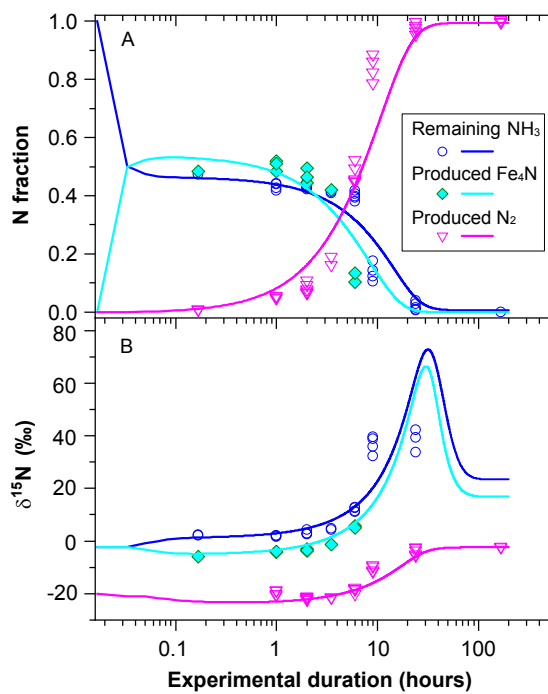 A
1.0
0.8
0.6
0.4
0.2
0.0
N fraction
Remaining NH₃
Produced Fe₄N
Produced N₂
B
80
60
40
20
0
-20
δ¹⁵N (‰)
0.1
1
10
100
Experimental duration (hours)